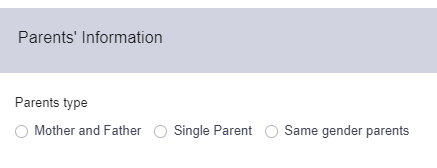 Parents' Information
Parents type
Mother and Father Single Parent Same gender parents